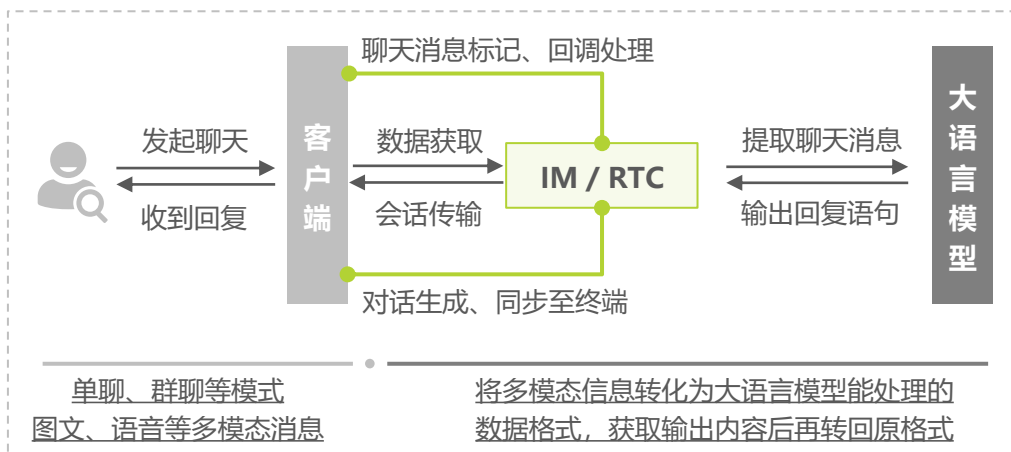 聊天消息标记、回调处理
发起聊天
收到回复
客户端
数据获取
会话传输
IM / RTC
提取聊天消息
输出回复语句
大语言模型
对话生成、同步至终端
单聊、群聊等模式
图文、语音等多模态消息
将多模态信息转化为大语言模型能处理的
数据格式，获取输出内容后再转回原格式